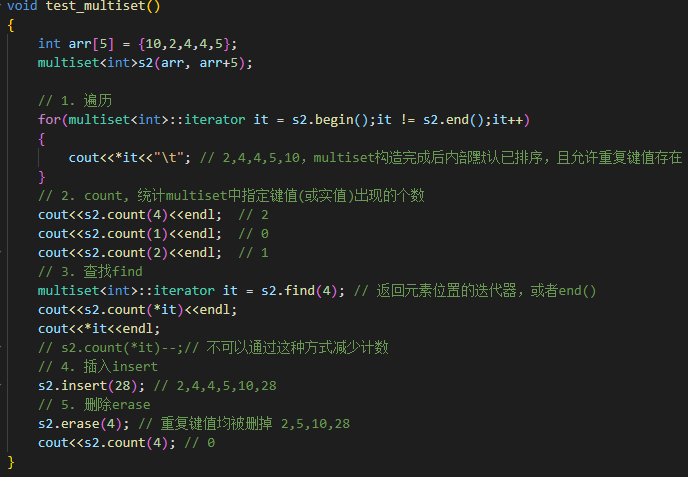 void test_multiset()
{
    int arr[5] = {10,2,4,4,5};
    multiset<int>s2(arr, arr+5);

    // 1. 遍历
    for(multiset<int>::iterator it = s2.begin();it != s2.end();it++)
    {
        cout<<*it<<"\t"; // 2,4,4,5,10，multiset构造完成后内部默认已排序，且允许重复键值存在
    }
    // 2. count, 统计multiset中指定键值(或实值)出现的个数
    cout<<s2.count(4)<<endl;  // 2
    cout<<s2.count(1)<<endl;  // 0
    cout<<s2.count(2)<<endl;  // 1
    // 3. 查找find
    multiset<int>::iterator it = s2.find(4); // 返回元素位置的迭代器，或者end()
    cout<<s2.count(*it)<<endl;
    cout<<*it<<endl;
    // s2.count(*it)--;// 不可以通过这种方式减少计数
    // 4. 插入insert
    s2.insert(28); // 2,4,4,5,10,28
    // 5. 删除erase
    s2.erase(4); // 重复键值均被删掉 2,5,10,28
    cout<<s2.count(4); // 0
}